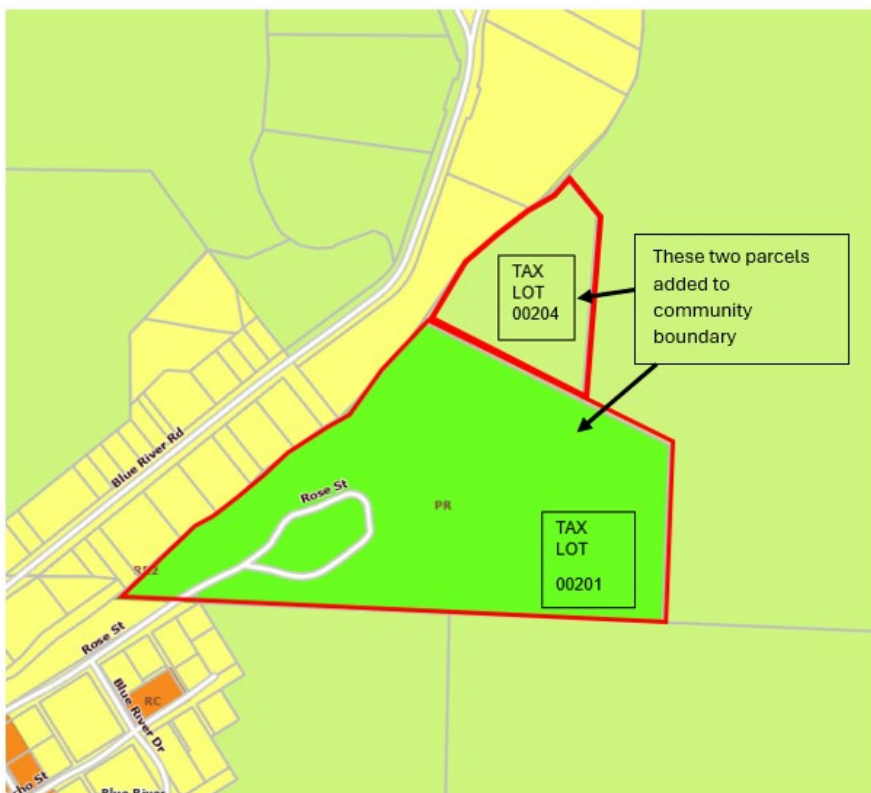 TAX
LOT
00204
These two parcels
added to
community
boundary
Blue River Rd
Rose St
PR
TAX
LOT
00201
RR2
Rose St
Blue River Dr
RC
Blue River